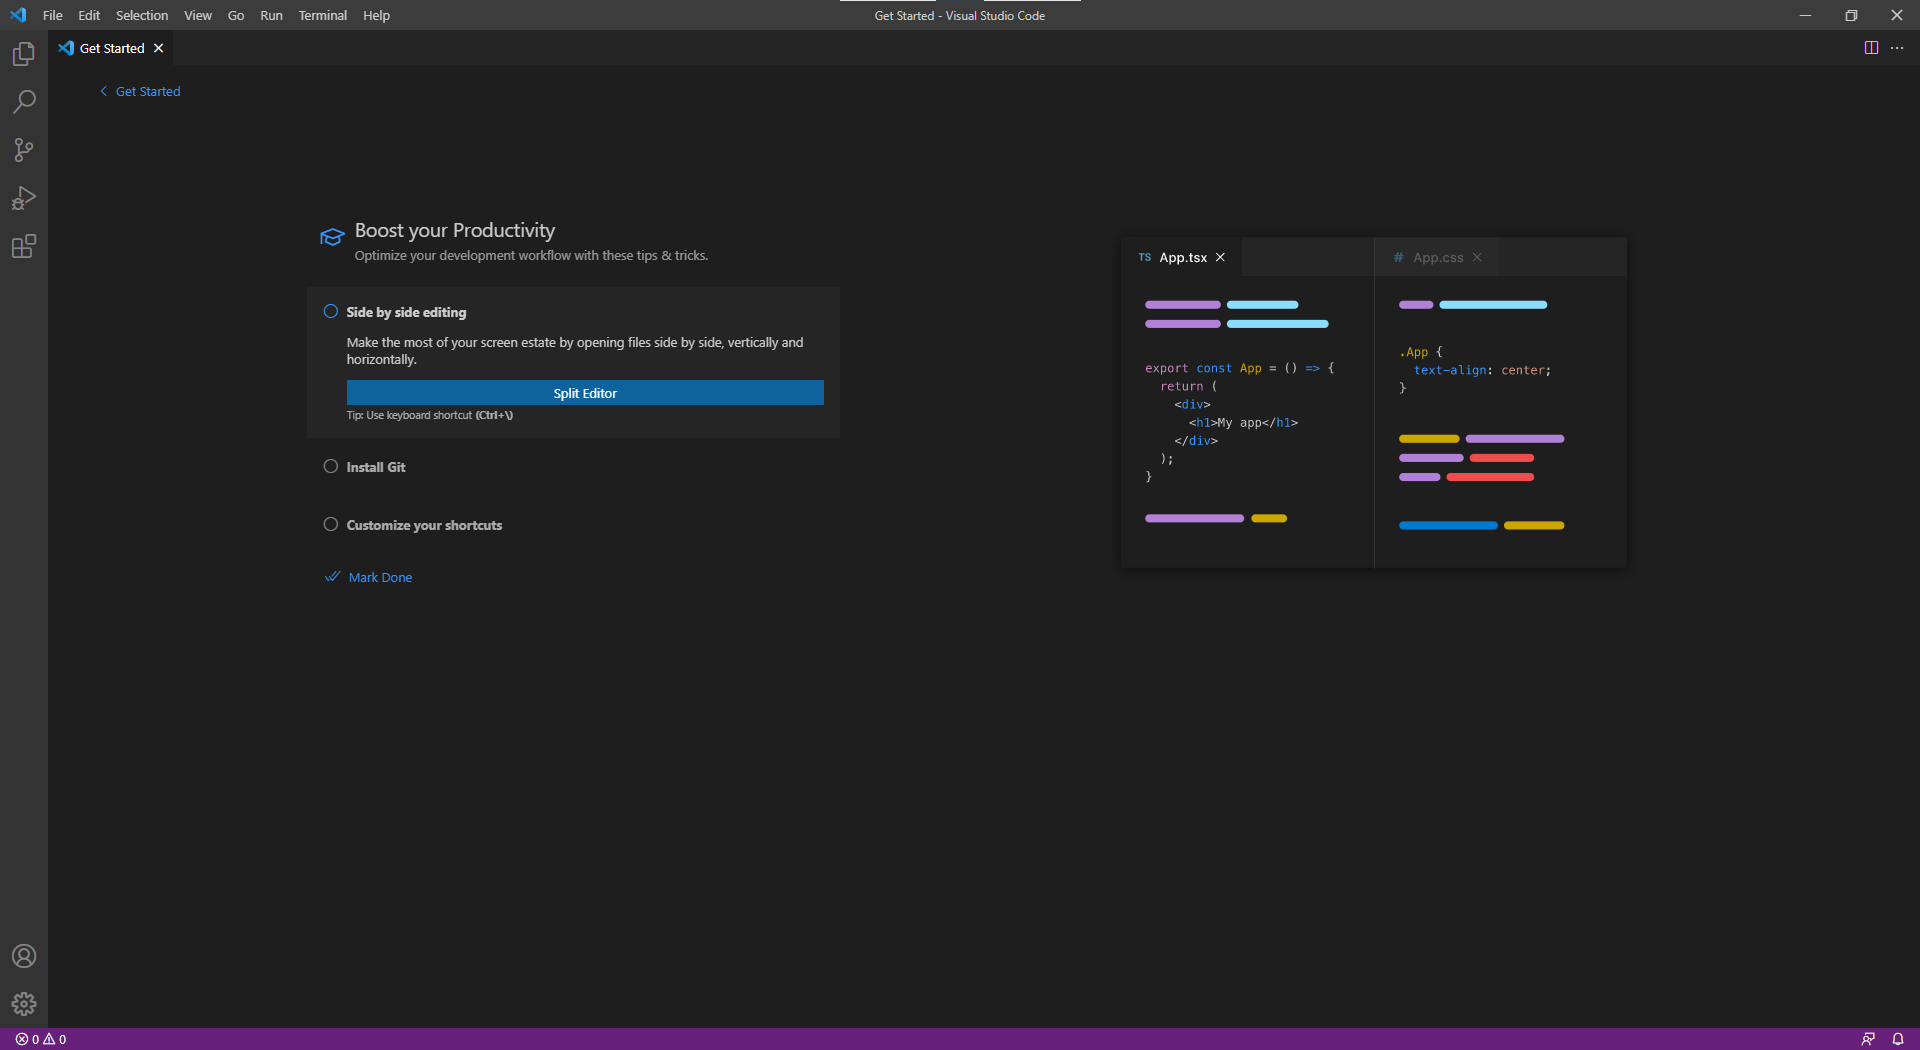 File Edit Selection View Go Run Terminal Help
Get Started - Visual Studio Code
Get Started
Get Started
Boost your Productivity
Optimize your development workflow with these tips & tricks.
Side by side editing
Make the most of your screen estate by opening files side by side, vertically and
horizontally.
Split Editor
Tip: Use keyboard shortcut (Ctrl+\)
Install Git
Customize your shortcuts
Mark Done
TS App.tsx
export const App = () => {
return (
<div>
<h1>My app</h1>
</div>
);
}
# App.css
.App {
text-align: center;
}
0 0